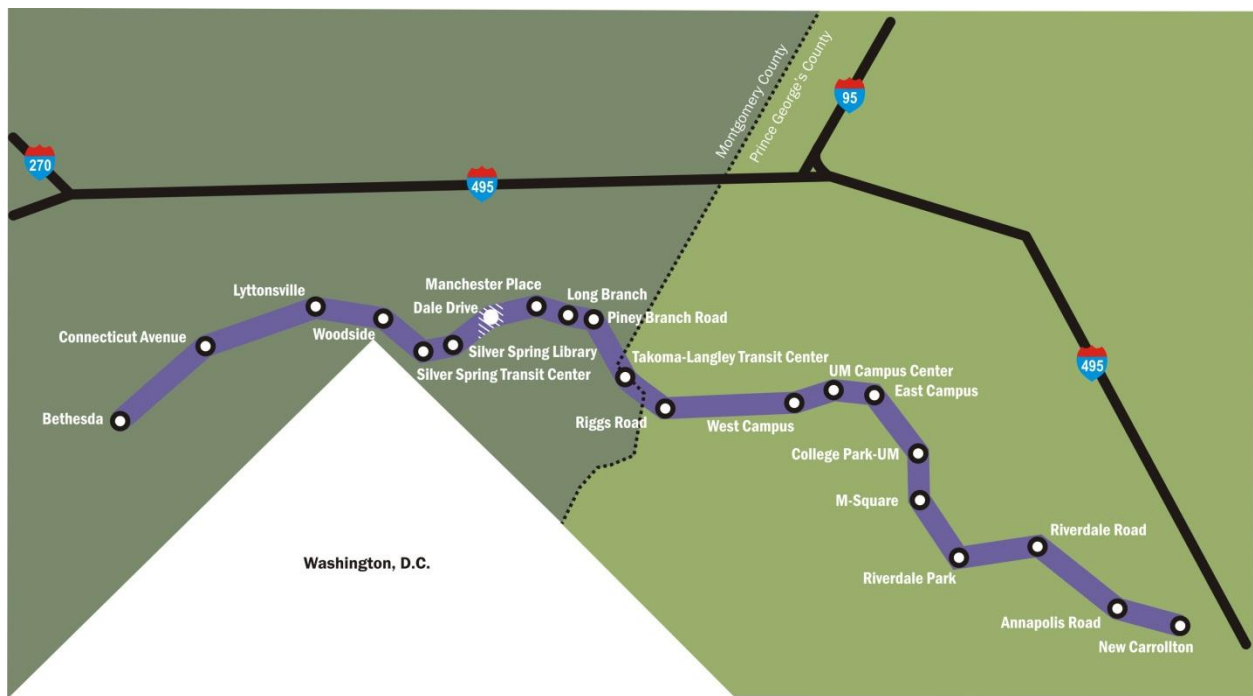 Montgomery County
Prince George's County
95
270
495
Manchester Place
Lyttonsville
Long Branch
Dale Drive
Piney Branch Road
Connecticut Avenue
Woodside
Silver Spring Library
Takoma-Langley Transit Center
Silver Spring Transit Center
UM Campus Center
495
East Campus
Bethesda
Riggs Road
West Campus
College Park-UM
M-Square
Riverdale Road
Washington, D.C.
Riverdale Park
Annapolis Road
New Carrollton